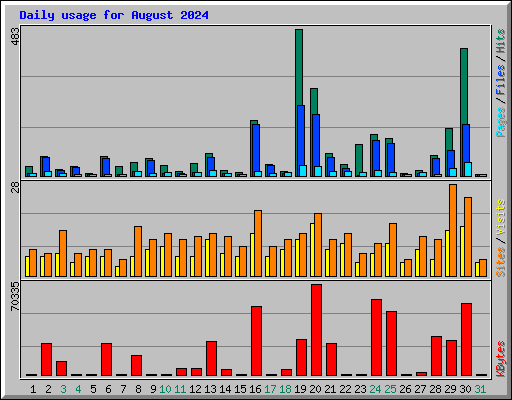 Daily usage for August 2024
483
Pages / Files / Hits
28
Sites / Visits
70335
KBytes
1 2 3 4 5 6 7 8 9 10 11 12 13 14 15 16 17 18 19 20 21 22 23 24 25 26 27 28 29 30 31